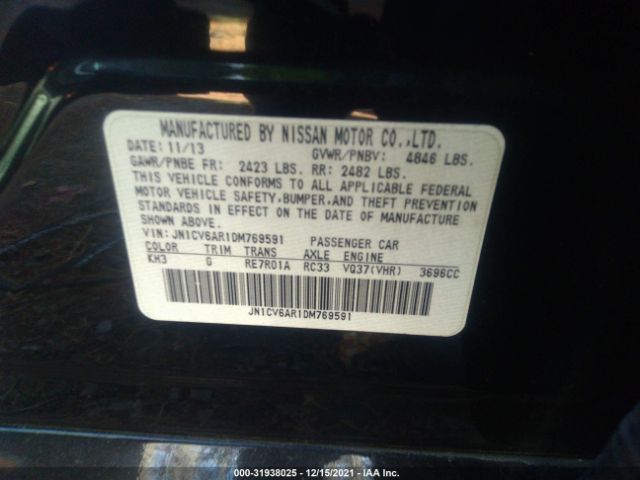 MANUFACTURED BY NISSAN MOTOR CO.,LTD.
DATE: 11/13 GVWR/PNBV: 4846 LBS.
GAWR/PNBE FR: 2423 LBS. RR: 2482 LBS.
THIS VEHICLE CONFORMS TO ALL APPLICABLE FEDERAL
MOTOR VEHICLE SAFETY,BUMPER,AND THEFT PREVENTION
STANDARDS IN EFFECT ON THE DATE OF MANUFACTURE
SHOWN ABOVE.
VIN: JN1CV6AR1DM769591 PASSENGER CAR
COLOR TRIM TRANS AXLE ENGINE
KH3 G RE7R01A RC33 VQ37(VHR) 3696CC
JN1CV6AR1DM769591
000-31938025 - 12/15/2021 - IAA Inc.